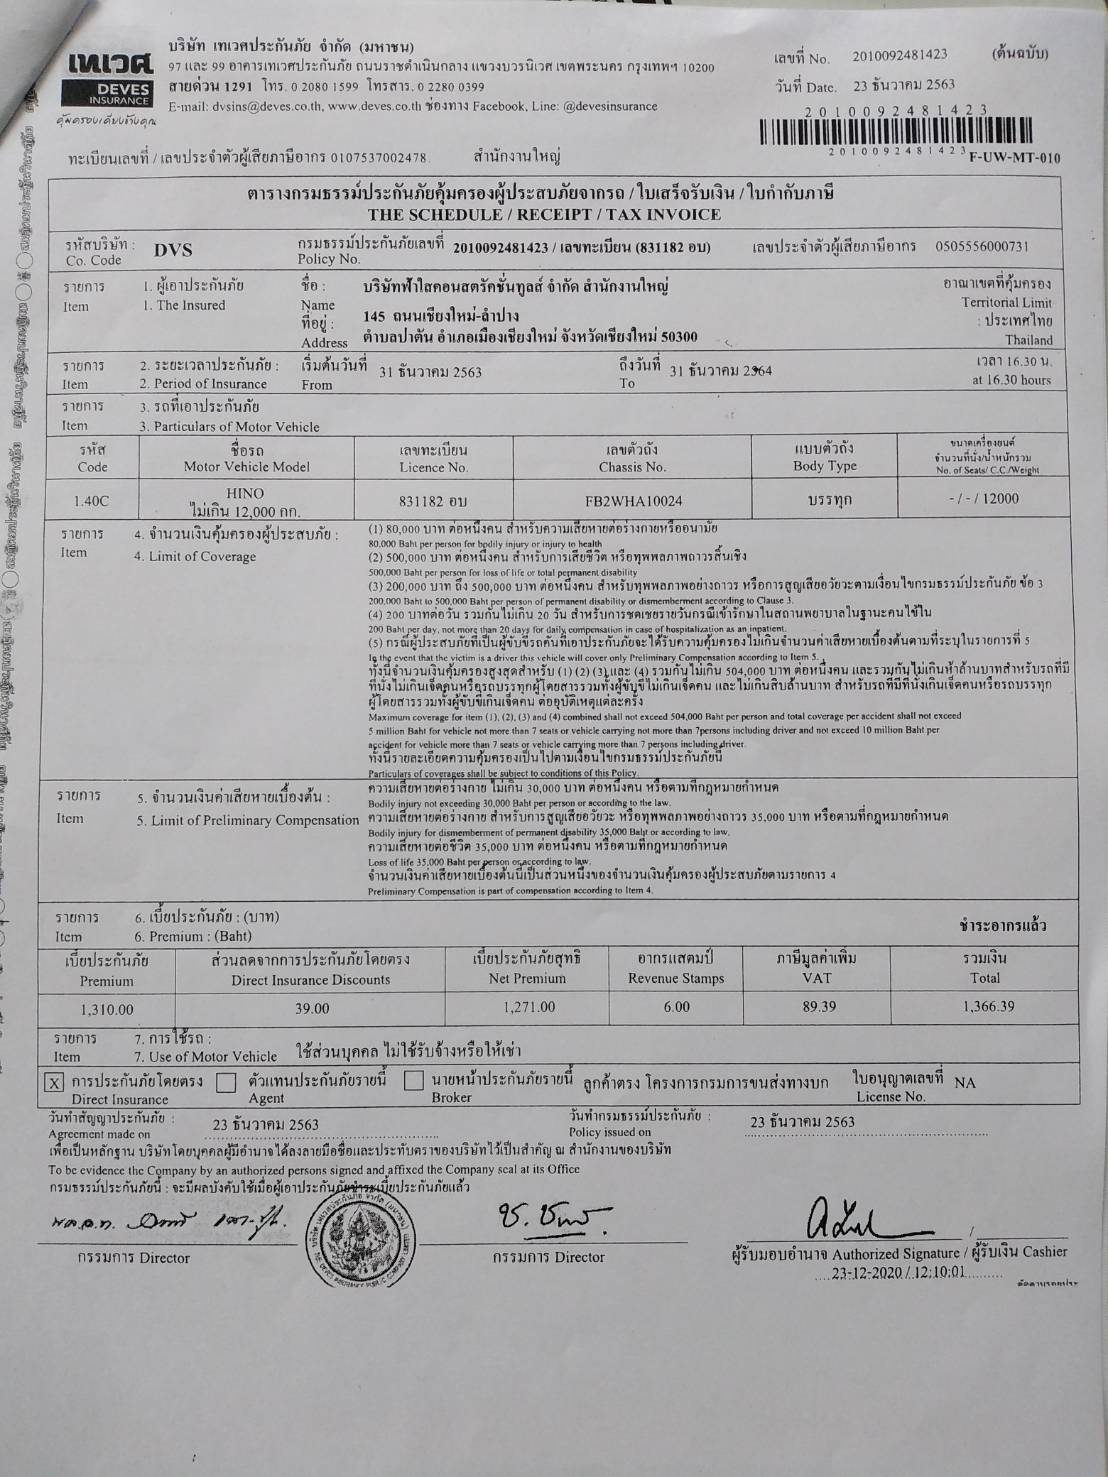 เทเวศ
DEVES
INSURANCE
คุ้มครองเคียงข้างคุณ
บริษัท เทเวศประกันภัย จำกัด (มหาชน)
97 และ 99 อาคารเทเวศประกันภัย ถนนราชดำเนินกลาง แขวงบวรนิเวศ เขตพระนคร กรุงเทพฯ 10200
สายด่วน 1291 โทร. 0 2080 1599 โทรสาร. 0 2280 0399
E-mail: dvsins@deves.co.th, www.deves.co.th ช่องทาง Facebook, Line: @devesinsurance
เลขที่ No. 2010092481423 (ต้นฉบับ)
วันที่ Date. 23 ธันวาคม 2563
2010092481423
2010092481423 F-UW-MT-010
ทะเบียนเลขที่ / เลขประจำตัวผู้เสียภาษีอากร 0107537002478 สำนักงานใหญ่
ตารางกรมธรรม์ประกันภัยคุ้มครองผู้ประสบภัยจากรถ / ใบเสร็จรับเงิน / ใบกำกับภาษี
THE SCHEDULE / RECEIPT / TAX INVOICE
รหัสบริษัท : DVS กรมธรรม์ประกันภัยเลขที่ 2010092481423 / เลขทะเบียน (831182 อบ) เลขประจำตัวผู้เสียภาษีอากร 0505556000731
Co. Code Policy No.
รายการ 1. ผู้เอาประกันภัย ชื่อ : บริษัทฟ้าใสคอนสตรัคชั่นทูลส์ จำกัด สำนักงานใหญ่ อาณาเขตที่คุ้มครอง
Item 1. The Insured Name Territorial Limit
ที่อยู่ : 145 ถนนเชียงใหม่-ลำปาง : ประเทศไทย
Address ตำบลป่าตัน อำเภอเมืองเชียงใหม่ จังหวัดเชียงใหม่ 50300 Thailand
รายการ 2. ระยะเวลาประกันภัย : เริ่มต้นวันที่ 31 ธันวาคม 2563 ถึงวันที่ 31 ธันวาคม 2564 เวลา 16.30 น.
Item 2. Period of Insurance From To at 16.30 hours
รายการ 3. รถที่เอาประกันภัย
Item 3. Particulars of Motor Vehicle
รหัส ชื่อรถ เลขทะเบียน เลขตัวถัง แบบตัวถัง ขนาดเครื่องยนต์
จำนวนที่นั่ง/น้ำหนักรวม
Code Motor Vehicle Model Licence No. Chassis No. Body Type No. of Seats/ C.C./Weight
1.40C HINO 831182 อบ FB2WHA10024 บรรทุก - / - / 12000
ไม่เกิน 12,000 กก.
รายการ 4. จำนวนเงินคุ้มครองผู้ประสบภัย : (1) 80,000 บาท ต่อหนึ่งคน สำหรับความเสียหายต่อร่างกายหรืออนามัย
Item 4. Limit of Coverage 80,000 Baht per person for bodily injury or injury to health
(2) 500,000 บาท ต่อหนึ่งคน สำหรับการเสียชีวิต หรือทุพพลภาพถาวรสิ้นเชิง
500,000 Baht per person for loss of life or total permanent disability
(3) 200,000 บาท ถึง 500,000 บาท ต่อหนึ่งคน สำหรับทุพพลภาพอย่างถาวร หรือการสูญเสียอวัยวะตามเงื่อนไขกรมธรรม์ประกันภัย ข้อ 3
200,000 Baht to 500,000 Baht per person of permanent disability or dismemberment according to Clause 3.
(4) 200 บาทต่อวัน รวมกันไม่เกิน 20 วัน สำหรับการชดเชยรายวันกรณีเข้ารักษาในสถานพยาบาลในฐานะคนไข้ใน
200 Baht per day, not more than 20 days for daily compensation in case of hospitalization as an inpatient.
(5) กรณีผู้ประสบภัยที่เป็นผู้ขับขี่รถคันที่เอาประกันภัยจะได้รับความคุ้มครองไม่เกินจำนวนค่าเสียหายเบื้องต้นตามที่ระบุในรายการที่ 5
In the event that the victim is a driver this vehicle will cover only Preliminary Compensation according to Item 5.
ทั้งนี้จำนวนเงินคุ้มครองสูงสุดสำหรับ (1) (2) (3) และ (4) รวมกันไม่เกิน 504,000 บาท ต่อหนึ่งคน และรวมกันไม่เกินห้าล้านบาทสำหรับรถที่มี
ที่นั่งไม่เกินเจ็ดคนหรือรถบรรทุกผู้โดยสารรวมทั้งผู้ขับขี่ไม่เกินเจ็ดคน และไม่เกินสิบล้านบาท สำหรับรถที่มีที่นั่งเกินเจ็ดคนหรือรถบรรทุก
ผู้โดยสารรวมทั้งผู้ขับขี่เกินเจ็ดคน ต่ออุบัติเหตุแต่ละครั้ง
Maximum coverage for item (1), (2), (3) and (4) combined shall not exceed 504,000 Baht per person and total coverage per accident shall not exceed
5 million Baht for vehicle not more than 7 seats or vehicle carrying not more than 7persons including driver and not exceed 10 million Baht per
accident for vehicle more than 7 seats or vehicle carrying more than 7 persons including driver.
ทั้งนี้รายละเอียดความคุ้มครองเป็นไปตามเงื่อนไขกรมธรรม์ประกันภัยนี้
Particulars of coverages shall be subject to conditions of this Policy.
รายการ 5. จำนวนเงินค่าเสียหายเบื้องต้น : ความเสียหายต่อร่างกาย ไม่เกิน 30,000 บาท ต่อหนึ่งคน หรือตามที่กฎหมายกำหนด
Bodily injury not exceeding 30,000 Baht per person or according to the law.
Item 5. Limit of Preliminary Compensation ความเสียหายต่อร่างกาย สำหรับการสูญเสียอวัยวะ หรือทุพพลภาพอย่างถาวร 35,000 บาท หรือตามที่กฎหมายกำหนด
Bodily injury for dismemberment of permanent disability 35,000 Baht or according to law.
ความเสียหายต่อชีวิต 35,000 บาท ต่อหนึ่งคน หรือตามที่กฎหมายกำหนด
Loss of life 35,000 Baht per person or according to law.
จำนวนเงินค่าเสียหายเบื้องต้นนี้เป็นส่วนหนึ่งของจำนวนเงินคุ้มครองผู้ประสบภัยตามรายการ 4
Preliminary Compensation is part of compensation according to Item 4.
รายการ 6. เบี้ยประกันภัย : (บาท) ชำระอากรแล้ว
Item 6. Premium : (Baht)
เบี้ยประกันภัย ส่วนลดจากการประกันภัยโดยตรง เบี้ยประกันภัยสุทธิ อากรแสตมป์ ภาษีมูลค่าเพิ่ม รวมเงิน
Premium Direct Insurance Discounts Net Premium Revenue Stamps VAT Total
1,310.00 39.00 1,271.00 6.00 89.39 1,366.39
รายการ 7. การใช้รถ : ใช้ส่วนบุคคล ไม่ใช้รับจ้างหรือให้เช่า
Item 7. Use of Motor Vehicle
X การประกันภัยโดยตรง ตัวแทนประกันภัยรายนี้ นายหน้าประกันภัยรายนี้ ลูกค้าตรง โครงการกรมการขนส่งทางบก ใบอนุญาตเลขที่ NA
Direct Insurance Agent Broker License No.
วันทำสัญญาประกันภัย : 23 ธันวาคม 2563 วันทำกรมธรรม์ประกันภัย : 23 ธันวาคม 2563
Agreement made on Policy issued on
เพื่อเป็นหลักฐาน บริษัทโดยบุคคลผู้มีอำนาจได้ลงลายมือชื่อและประทับตราของบริษัทไว้เป็นสำคัญ ณ สำนักงานของบริษัท
To be evidence the Company by an authorized persons signed and affixed the Company seal at its Office
กรมธรรม์ประกันภัยนี้ : จะมีผลบังคับใช้เมื่อผู้เอาประกันภัยชำระเบี้ยประกันภัยแล้ว
กรรมการ Director กรรมการ Director ผู้รับมอบอำนาจ Authorized Signature / ผู้รับเงิน Cashier
23-12-2020 / 12:10:01